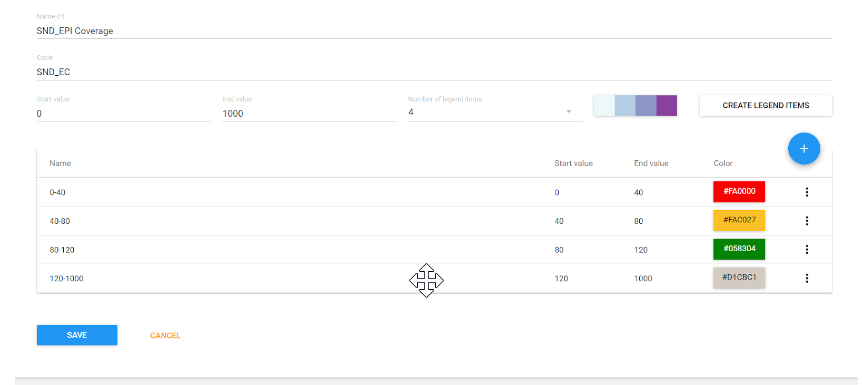 Name (*)
SND_EPI Coverage
Code
SND_EC
Start value End value Number of legend items
0 1000 4 CREATE LEGEND ITEMS
+
Name Start value End value Color
0-40 0 40 #FA0000
40-80 40 80 #FAC027
80-120 80 120 #058304
120-1000 120 1000 #D1CBC1
SAVE CANCEL